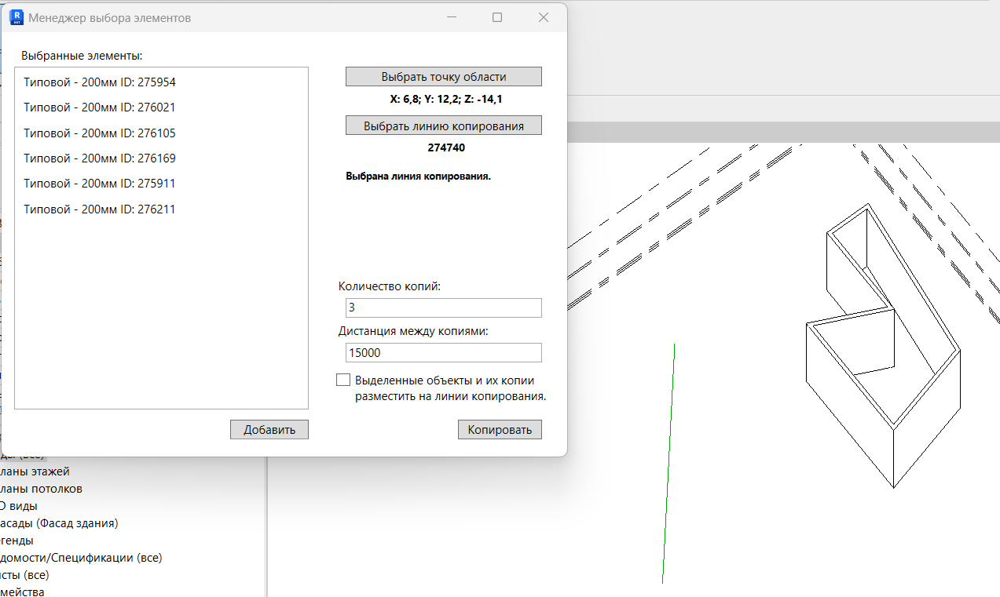 Менеджер выбора элементов
Выбранные элементы:
Типовой - 200мм ID: 275954
Типовой - 200мм ID: 276021
Типовой - 200мм ID: 276105
Типовой - 200мм ID: 276169
Типовой - 200мм ID: 275911
Типовой - 200мм ID: 276211
Добавить
Выбрать точку области
X: 6,8; Y: 12,2; Z: -14,1
Выбрать линию копирования
274740
Выбрана линия копирования.
Количество копий:
3
Дистанция между копиями:
15000
Выделенные объекты и их копии
разместить на линии копирования.
Копировать
ды (все)
ланы этажей
ланы потолков
D виды
асады (Фасад здания)
генды
домости/Спецификации (все)
сты (все)
мейства